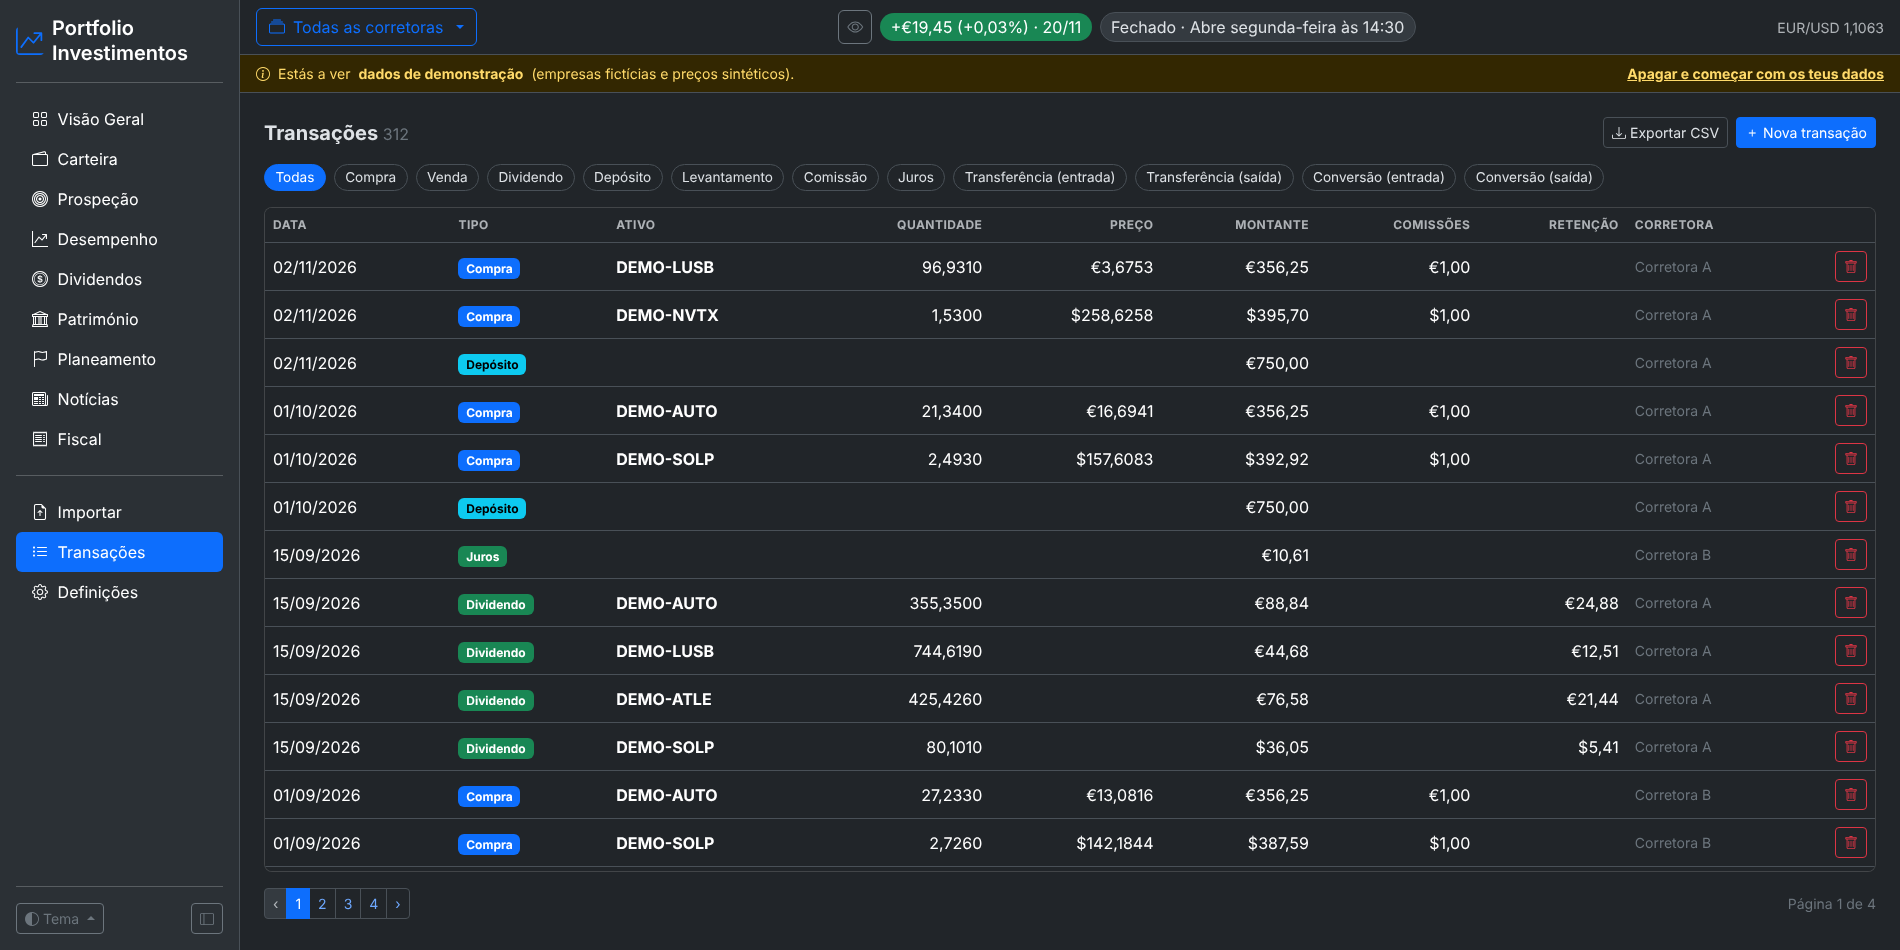 Portfolio
Investimentos
Visão Geral
Carteira
Prospeção
Desempenho
Dividendos
Património
Planeamento
Notícias
Fiscal
Importar
Transações
Definições
Tema
Todas as corretoras
+€19,45 (+0,03%) · 20/11
Fechado · Abre segunda-feira às 14:30
EUR/USD 1,1063
Estás a ver dados de demonstração (empresas fictícias e preços sintéticos).
Apagar e começar com os teus dados
Transações 312
Exportar CSV
+ Nova transação
Todas Compra Venda Dividendo Depósito Levantamento Comissão Juros Transferência (entrada) Transferência (saída) Conversão (entrada) Conversão (saída)
DATA TIPO ATIVO QUANTIDADE PREÇO MONTANTE COMISSÕES RETENÇÃO CORRETORA
02/11/2026 Compra DEMO-LUSB 96,9310 €3,6753 €356,25 €1,00 Corretora A
02/11/2026 Compra DEMO-NVTX 1,5300 $258,6258 $395,70 $1,00 Corretora A
02/11/2026 Depósito €750,00 Corretora A
01/10/2026 Compra DEMO-AUTO 21,3400 €16,6941 €356,25 €1,00 Corretora A
01/10/2026 Compra DEMO-SOLP 2,4930 $157,6083 $392,92 $1,00 Corretora A
01/10/2026 Depósito €750,00 Corretora A
15/09/2026 Juros €10,61 Corretora B
15/09/2026 Dividendo DEMO-AUTO 355,3500 €88,84 €24,88 Corretora A
15/09/2026 Dividendo DEMO-LUSB 744,6190 €44,68 €12,51 Corretora A
15/09/2026 Dividendo DEMO-ATLE 425,4260 €76,58 €21,44 Corretora A
15/09/2026 Dividendo DEMO-SOLP 80,1010 $36,05 $5,41 Corretora A
01/09/2026 Compra DEMO-AUTO 27,2330 €13,0816 €356,25 €1,00 Corretora B
01/09/2026 Compra DEMO-SOLP 2,7260 $142,1844 $387,59 $1,00 Corretora B
‹ 1 2 3 4 ›
Página 1 de 4